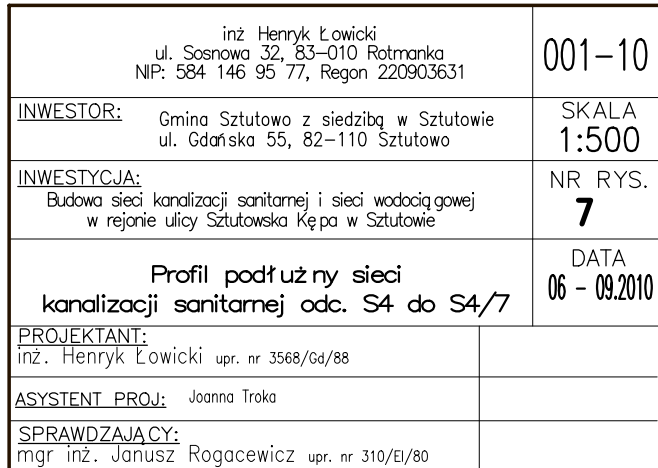 inż Henryk Łowicki
ul. Sosnowa 32, 83-010 Rotmanka
NIP: 584 146 95 77, Regon 220903631
001-10
INWESTOR:
Gmina Sztutowo z siedzibą w Sztutowie
ul. Gdańska 55, 82-110 Sztutowo
SKALA
1:500
INWESTYCJA:
Budowa sieci kanalizacji sanitarnej i sieci wodociągowej
w rejonie ulicy Sztutowska Kępa w Sztutowie
NR RYS.
7
Profil podłużny sieci
kanalizacji sanitarnej odc. S4 do S4/7
DATA
06 - 09.2010
PROJEKTANT:
inż. Henryk Łowicki upr. nr 3568/Gd/88
ASYSTENT PROJ: Joanna Troka
SPRAWDZAJĄCY:
mgr inż. Janusz Rogacewicz upr. nr 310/El/80